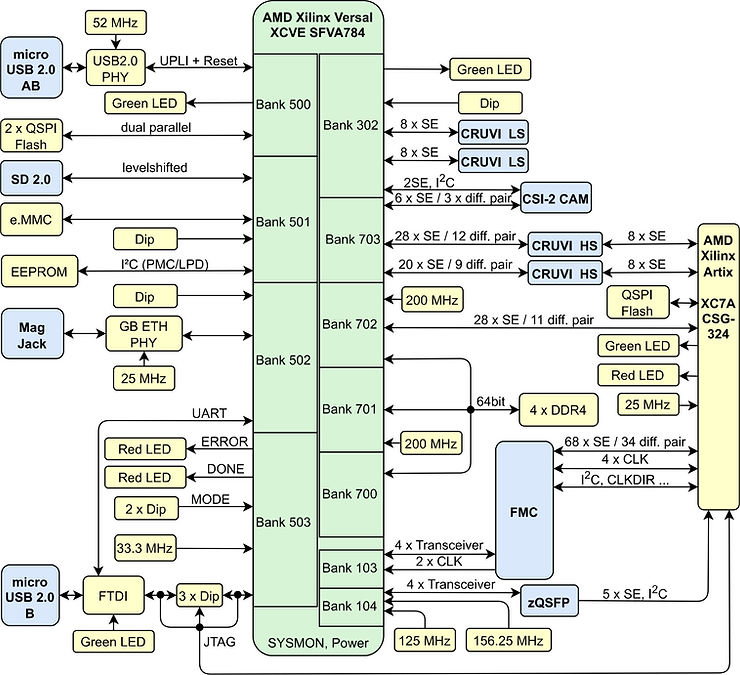 52 MHz
AMD Xilinx Versal
XCVE SFVA784
micro
USB 2.0
AB
USB2.0
PHY
UPLI + Reset
Green LED
Bank 500
2 x QSPI
Flash
dual parallel
SD 2.0
levelshifted
e.MMC
Dip
Bank 501
EEPROM
I²C (PMC/LPD)
Dip
Mag
Jack
GB ETH
PHY
25 MHz
Bank 502
UART
ERROR
Red LED
DONE
Red LED
MODE
2 x Dip
Bank 503
33.3 MHz
micro
USB 2.0
B
FTDI
3 x Dip
Green LED
JTAG
SYSMON, Power
Bank 302
Green LED
Dip
8 x SE
CRUVI LS
8 x SE
CRUVI LS
2SE, I²C
6 x SE / 3 x diff. pair
CSI-2 CAM
Bank 703
28 x SE / 12 diff. pair
CRUVI HS
8 x SE
20 x SE / 9 diff. pair
CRUVI HS
8 x SE
AMD
Xilinx
Artix
XC7A
CSG-
324
Bank 702
200 MHz
QSPI
Flash
28 x SE / 11 diff. pair
Green LED
Red LED
25 MHz
Bank 701
64bit
4 x DDR4
200 MHz
Bank 700
FMC
68 x SE / 34 diff. pair
4 x CLK
I²C, CLKDIR ...
Bank 103
4 x Transceiver
2 x CLK
Bank 104
4 x Transceiver
zQSFP
5 x SE, I²C
125 MHz
156.25 MHz